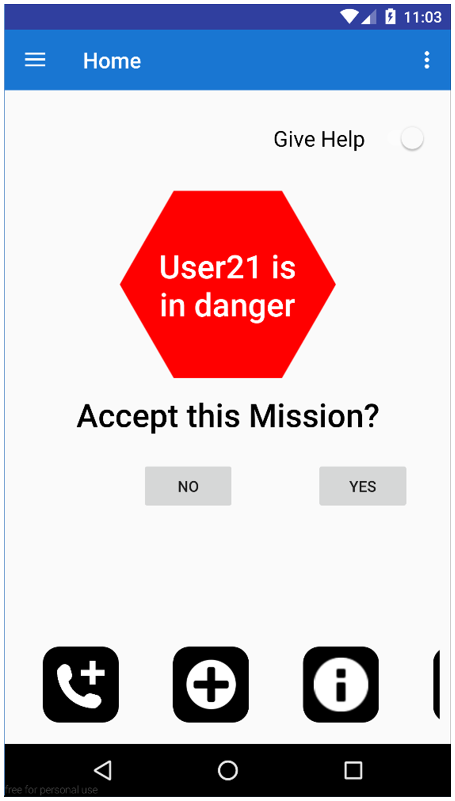 11:03
Home
Give Help
User21 is
in danger
Accept this Mission?
NO YES
free for personal use